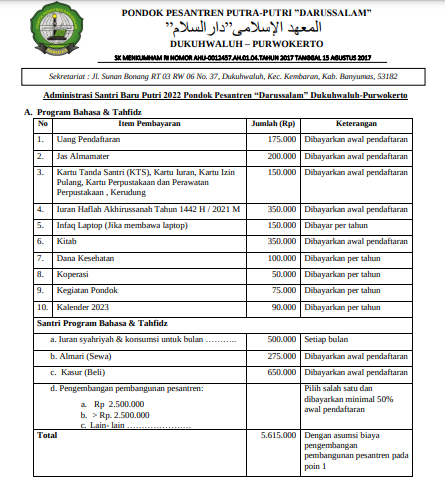 PONDOK PESANTREN PUTRA-PUTRI "DARUSSALAM"
المعهد الإسلامى "دار السلام"
DUKUHWALUH – PURWOKERTO
SK MENKUMHAM RI NOMOR AHU-0012457.AH.01.04.TAHUN 2017 TANGGAL 15 AGUSTUS 2017
Sekretariat : Jl. Sunan Bonang RT 03 RW 06 No. 37, Dukuhwaluh, Kec. Kembaran, Kab. Banyumas, 53182
Administrasi Santri Baru Putri 2022 Pondok Pesantren "Darussalam" Dukuhwaluh-Purwokerto
A. Program Bahasa & Tahfidz
No Item Pembayaran Jumlah (Rp) Keterangan
1. Uang Pendaftaran 175.000 Dibayarkan awal pendaftaran
2. Jas Almamater 200.000 Dibayarkan awal pendaftaran
3. Kartu Tanda Santri (KTS), Kartu Iuran, Kartu Izin 150.000 Dibayarkan awal pendaftaran
Pulang, Kartu Perpustakaan dan Perawatan
Perpustakaan , Kerudung
4. Iuran Haflah Akhirussanah Tahun 1442 H / 2021 M 350.000 Dibayarkan awal pendaftaran
5. Infaq Laptop (Jika membawa laptop) 150.000 Dibayar per tahun
6. Kitab 350.000 Dibayarkan awal pendaftaran
7. Dana Kesehatan 100.000 Dibayarkan per tahun
8. Koperasi 50.000 Dibayarkan per tahun
9. Kegiatan Pondok 75.000 Dibayarkan per tahun
10. Kalender 2023 90.000 Dibayarkan per tahun
Santri Program Bahasa & Tahfidz
a. Iuran syahriyah & konsumsi untuk bulan ……….. 500.000 Setiap bulan
b. Almari (Sewa) 275.000 Dibayarkan awal pendaftaran
c. Kasur (Beli) 650.000 Dibayarkan awal pendaftaran
d. Pengembangan pembangunan pesantren: Pilih salah satu dan
a. Rp 2.500.000 dibayarkan minimal 50%
b. > Rp. 2.500.000 awal pendaftaran
c. Lain- lain ………………….
Total 5.615.000 Dengan asumsi biaya
pengembangan
pembangunan pesantren pada
poin 1